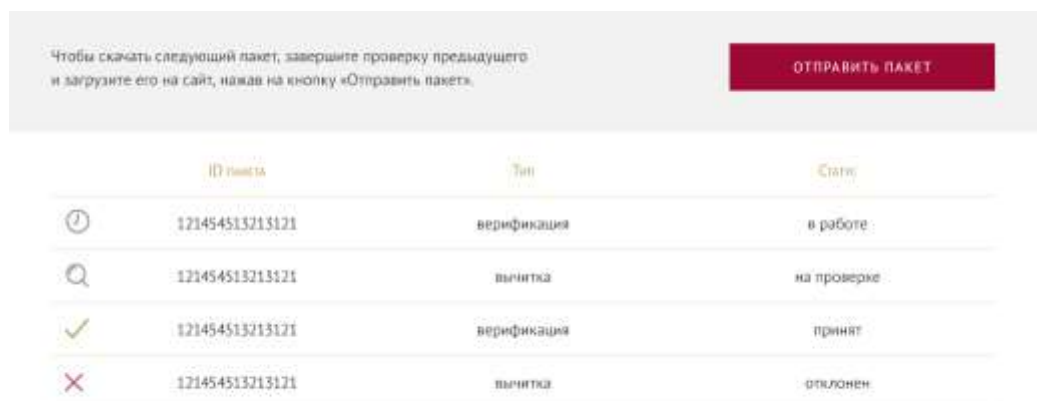 Чтобы скачать следующий пакет, завершите проверку предыдущего
и загрузите его на сайт, нажав на кнопку «Отправить пакет».
ОТПРАВИТЬ ПАКЕТ
ID пакета Тип Статус
121454513213121 верификация в работе
121454513213121 вычитка на проверке
121454513213121 верификация принят
121454513213121 вычитка отклонен